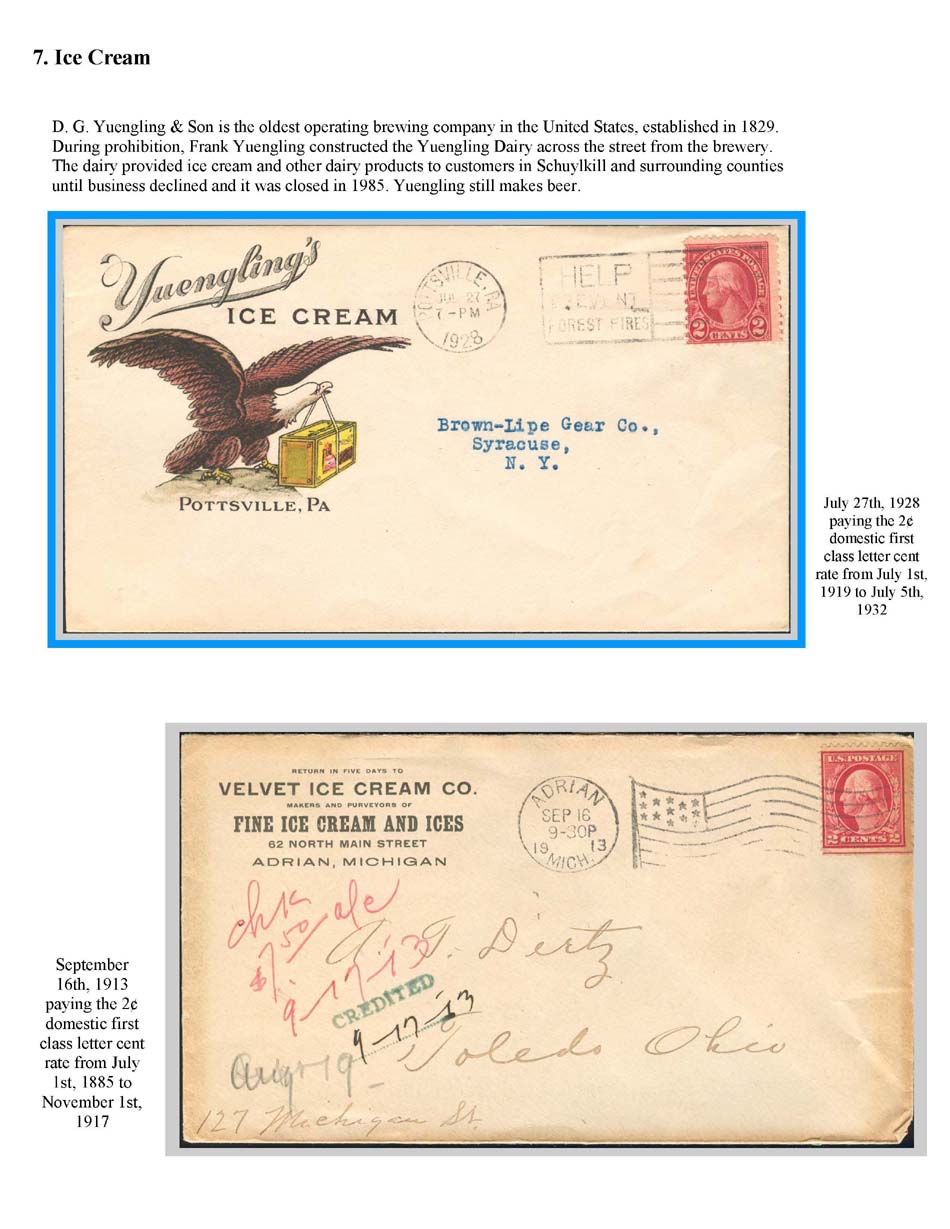 7. Ice Cream
D. G. Yuengling & Son is the oldest operating brewing company in the United States, established in 1829.
During prohibition, Frank Yuengling constructed the Yuengling Dairy across the street from the brewery.
The dairy provided ice cream and other dairy products to customers in Schuylkill and surrounding counties
until business declined and it was closed in 1985. Yuengling still makes beer.
Yuengling's
ICE CREAM
POTTSVILLE, PA
POTTSVILLE, PA
JUL 27
7-PM
1928
HELP
PREVENT
FOREST FIRES
UNITED STATES POSTAGE
2 CENTS 2
Brown-Lipe Gear Co.,
Syracuse,
N. Y.
July 27th, 1928
paying the 2¢
domestic first
class letter cent
rate from July 1st,
1919 to July 5th,
1932
RETURN IN FIVE DAYS TO
VELVET ICE CREAM CO.
MAKERS AND PURVEYORS OF
FINE ICE CREAM AND ICES
62 NORTH MAIN STREET
ADRIAN, MICHIGAN
ADRIAN
SEP 16
9-30P
19 13
MICH.
U.S. POSTAGE
2 CENTS 2
chk
$7.50
9-17-13
CREDITED
9-17-13
Dertz
Toledo Ohio
127 Michigan St.
September
16th, 1913
paying the 2¢
domestic first
class letter cent
rate from July
1st, 1885 to
November 1st,
1917